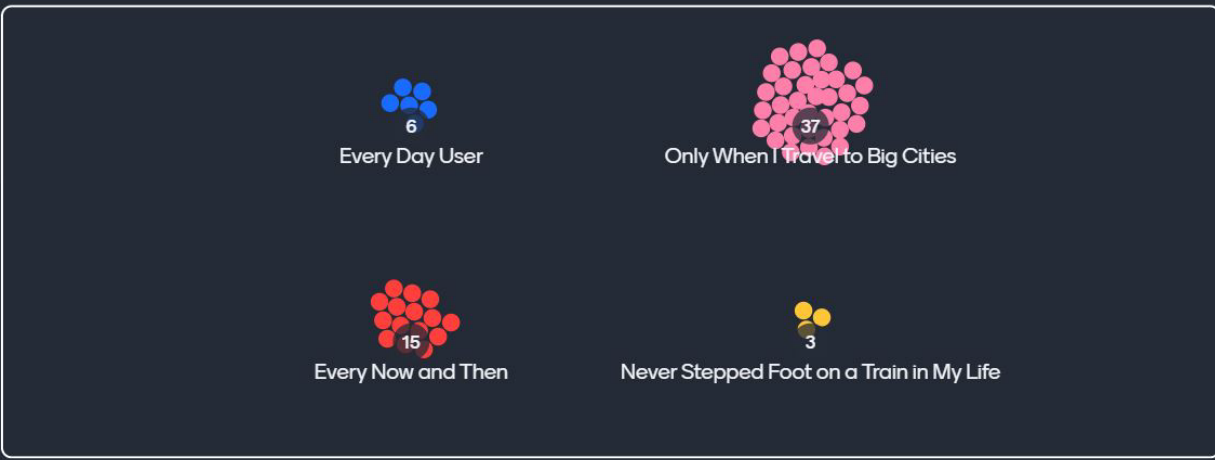 6
Every Day User
37
Only When I Travel to Big Cities
15
Every Now and Then
3
Never Stepped Foot on a Train in My Life